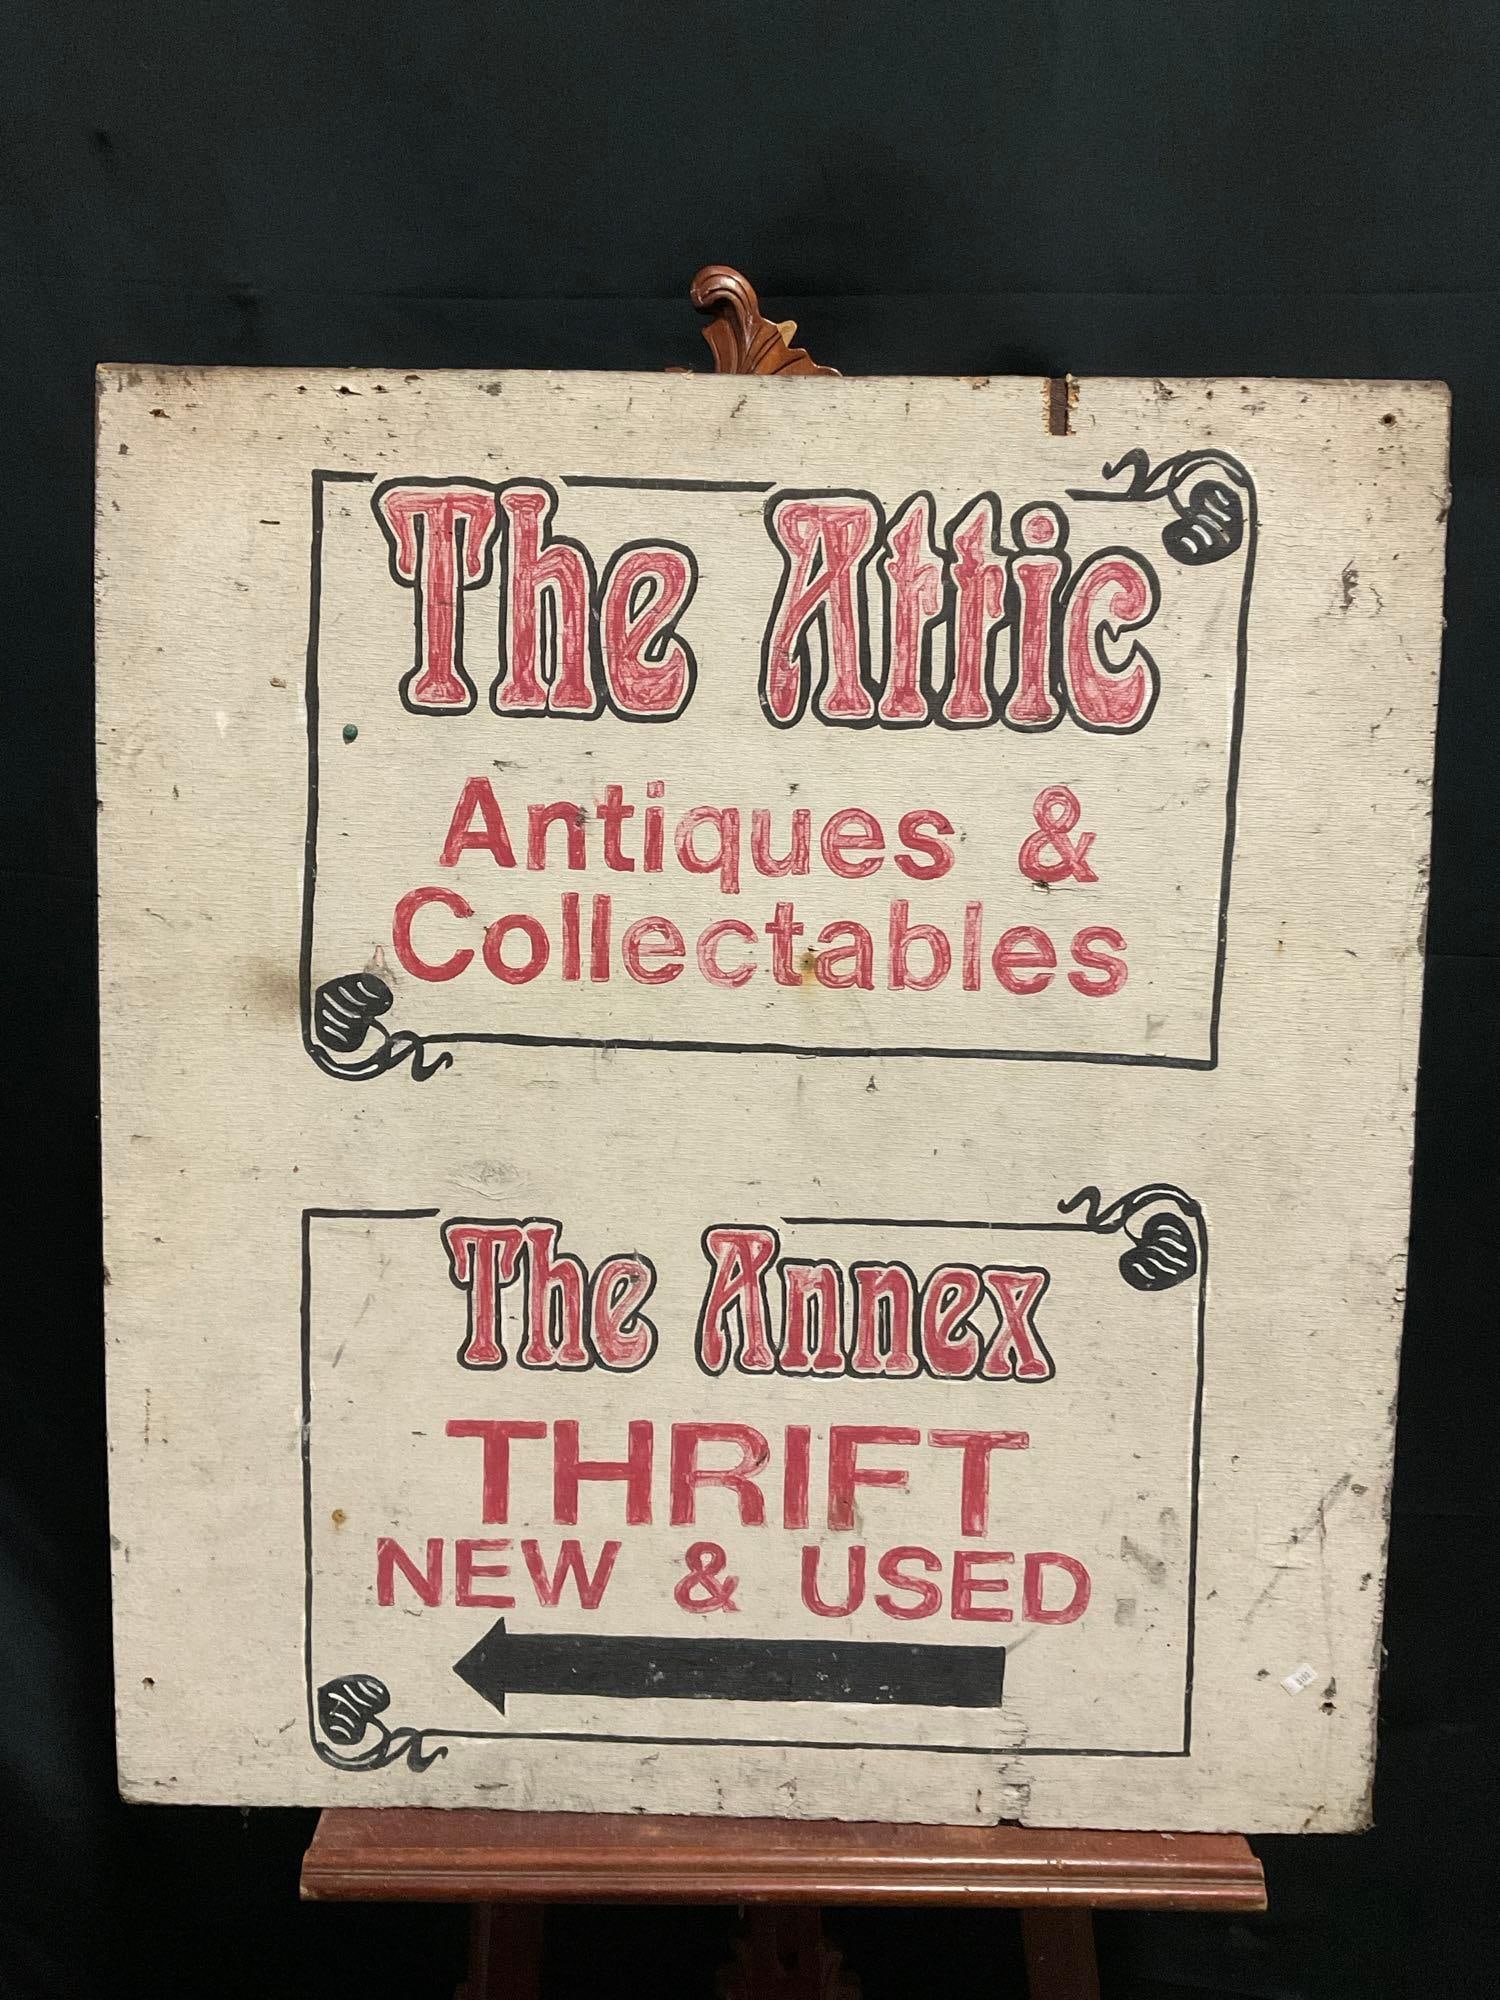 The Attic
Antiques &
Collectables
The Annex
THRIFT
NEW & USED